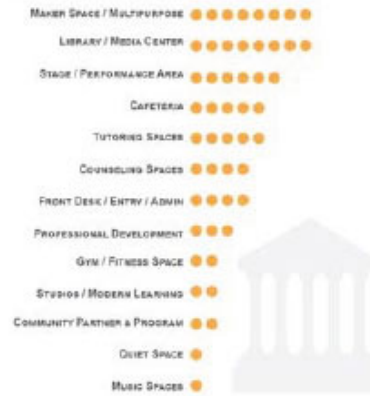 MAKER SPACE / MULTIPURPOSE
LIBRARY / MEDIA CENTER
STAGE / PERFORMANCE AREA
CAFETERIA
TUTORING SPACES
COUNSELING SPACES
FRONT DESK / ENTRY / ADMIN
PROFESSIONAL DEVELOPMENT
GYM / FITNESS SPACE
STUDIOS / MODERN LEARNING
COMMUNITY PARTNER & PROGRAM
QUIET SPACE
MUSIC SPACES